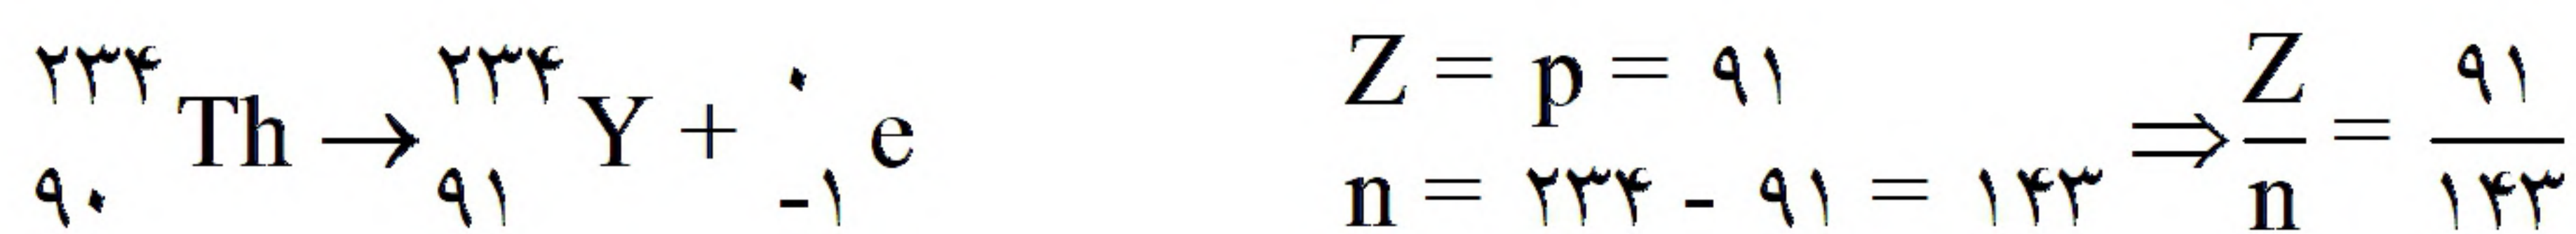 ۲۳۴ ۹۰ Th → ۲۳۴ ۹۱ Y + ۰ -۱ e
Z = p = ۹۱
n = ۲۳۴ - ۹۱ = ۱۴۳
⇒ Z/n = ۹۱/۱۴۳